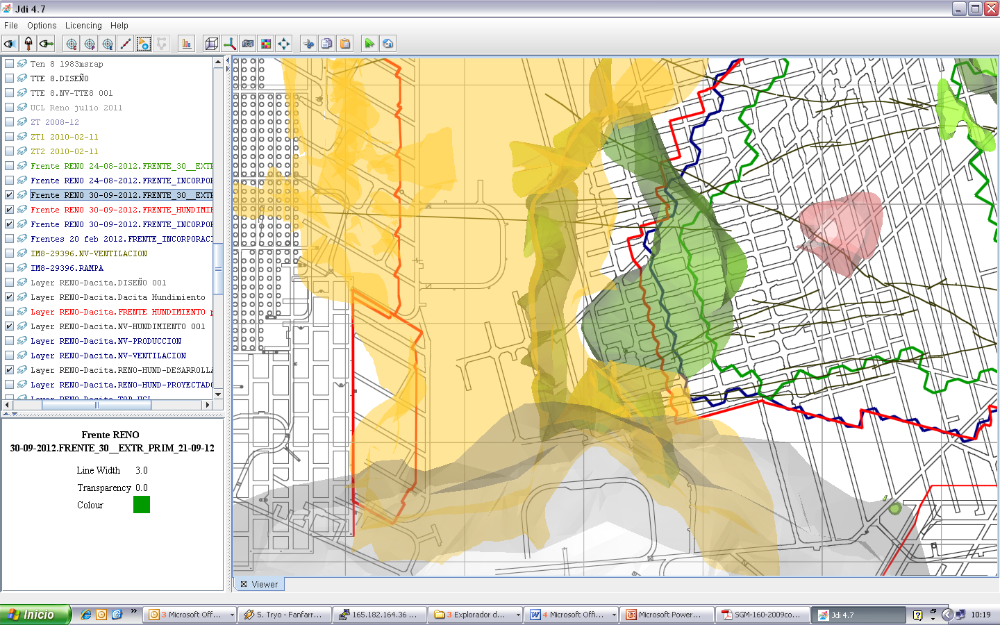 Jdi 4.7
File Options Licencing Help
Ten 8 1983msrap
TTE 8.DISEÑO
TTE 8.NV-TTE8 001
UCL Reno julio 2011
ZT 2008-12
ZT1 2010-02-11
ZT2 2010-02-11
Frente RENO 24-08-2012.FRENTE_30__EXTR
Frente RENO 24-08-2012.FRENTE_INCORPOR
Frente RENO 30-09-2012.FRENTE_30__EXTR
Frente RENO 30-09-2012.FRENTE_HUNDIMIE
Frente RENO 30-09-2012.FRENTE_INCORPOR
Frentes 20 feb 2012.FRENTE_INCORPORACI
IM8-29396.NV-VENTILACION
IM8-29396.RAMPA
Layer RENO-Dacita.DISEÑO 001
Layer RENO-Dacita.Dacita Hundimiento
Layer RENO-Dacita.FRENTE HUNDIMIENTO p
Layer RENO-Dacita.NV-HUNDIMIENTO 001
Layer RENO-Dacita.NV-PRODUCCION
Layer RENO-Dacita.NV-VENTILACION
Layer RENO-Dacita.RENO-HUND-DESARROLLA
Layer RENO-Dacita.RENO-HUND-PROYECTADO
Layer RENO-Dacita.TOP UCL
Frente RENO
30-09-2012.FRENTE_30__EXTR_PRIM_21-09-12
Line Width 3.0
Transparency 0.0
Colour
Viewer
Inicio
3 Microsoft Off...
5. Tryo - Fanfarr...
165.182.164.36 ...
3 Explorador d...
4 Microsoft Offi...
Microsoft Power...
SGM-160-2009co...
Jdi 4.7
10:19